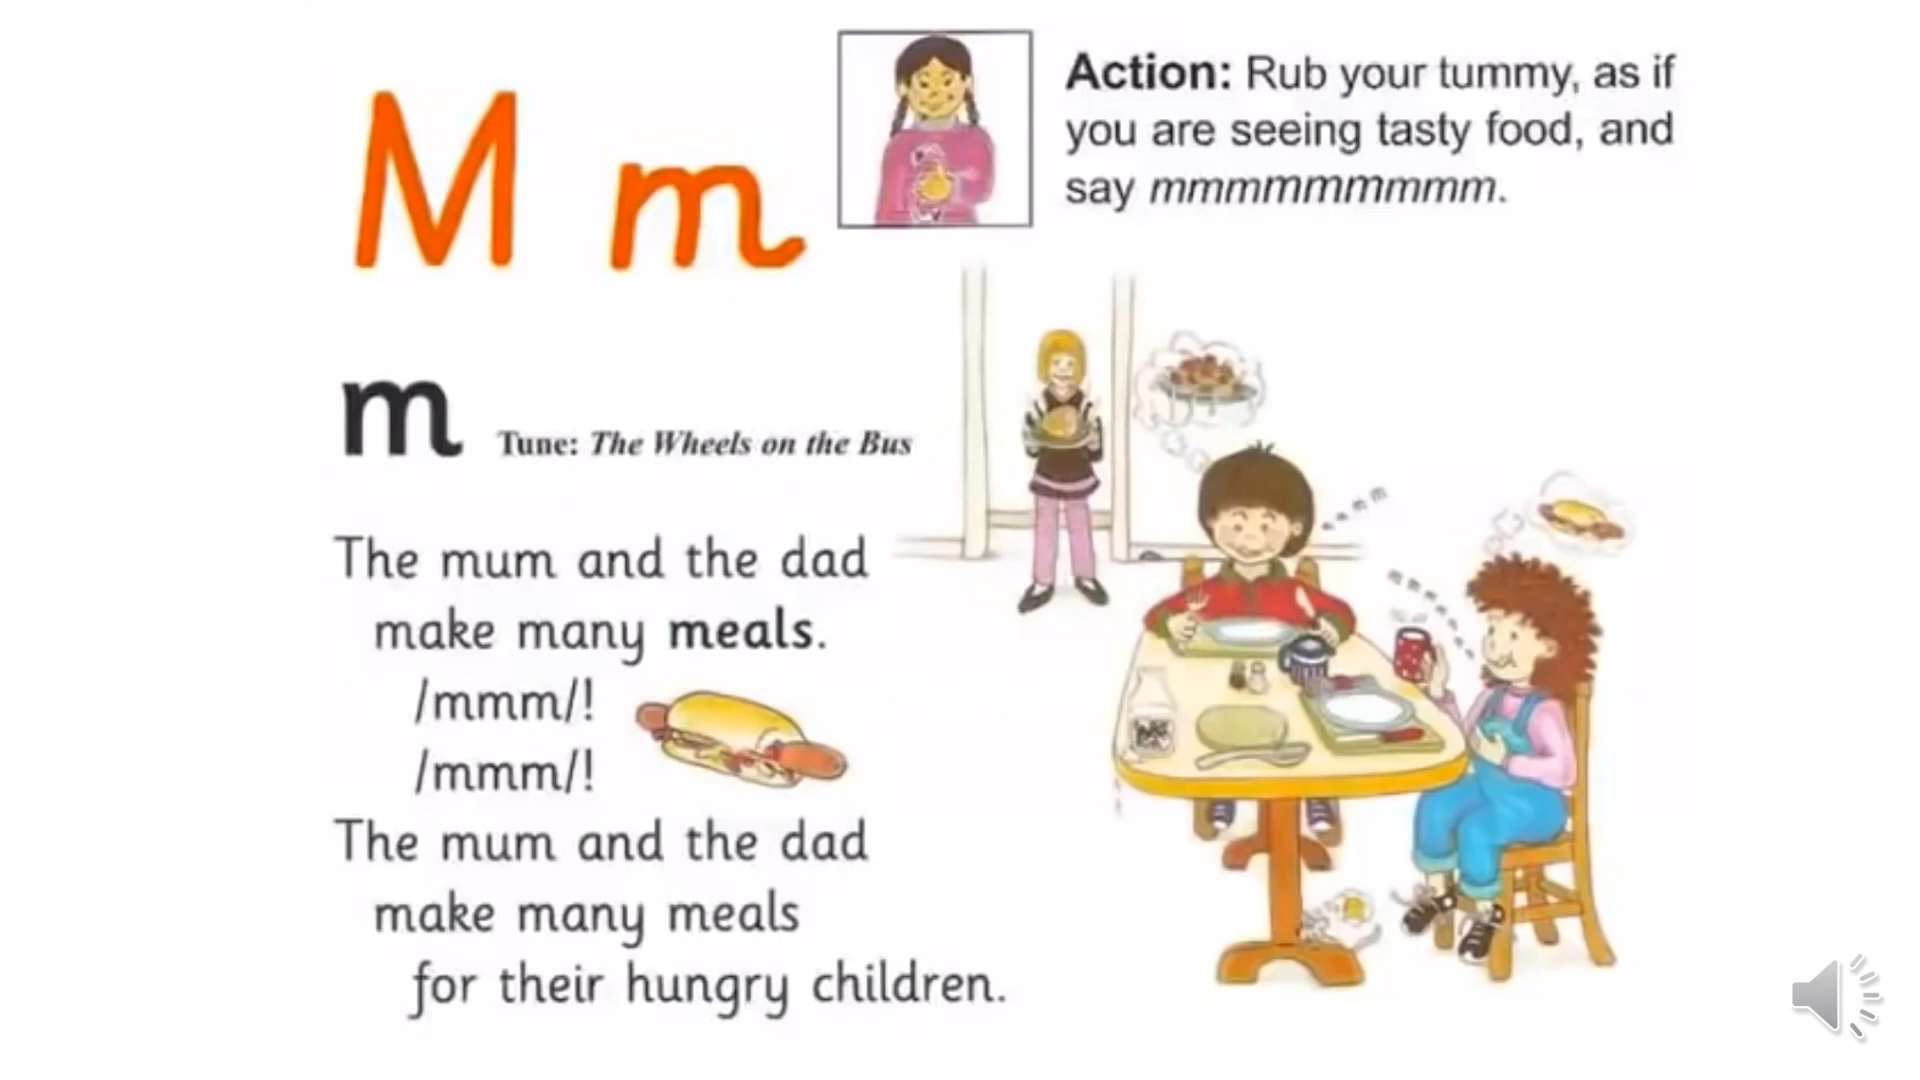 M m
Action: Rub your tummy, as if
you are seeing tasty food, and
say mmmmmmmmm.
m Tune: The Wheels on the Bus
The mum and the dad
make many meals.
/mmm/!
/mmm/!
The mum and the dad
make many meals
for their hungry children.
m m m m